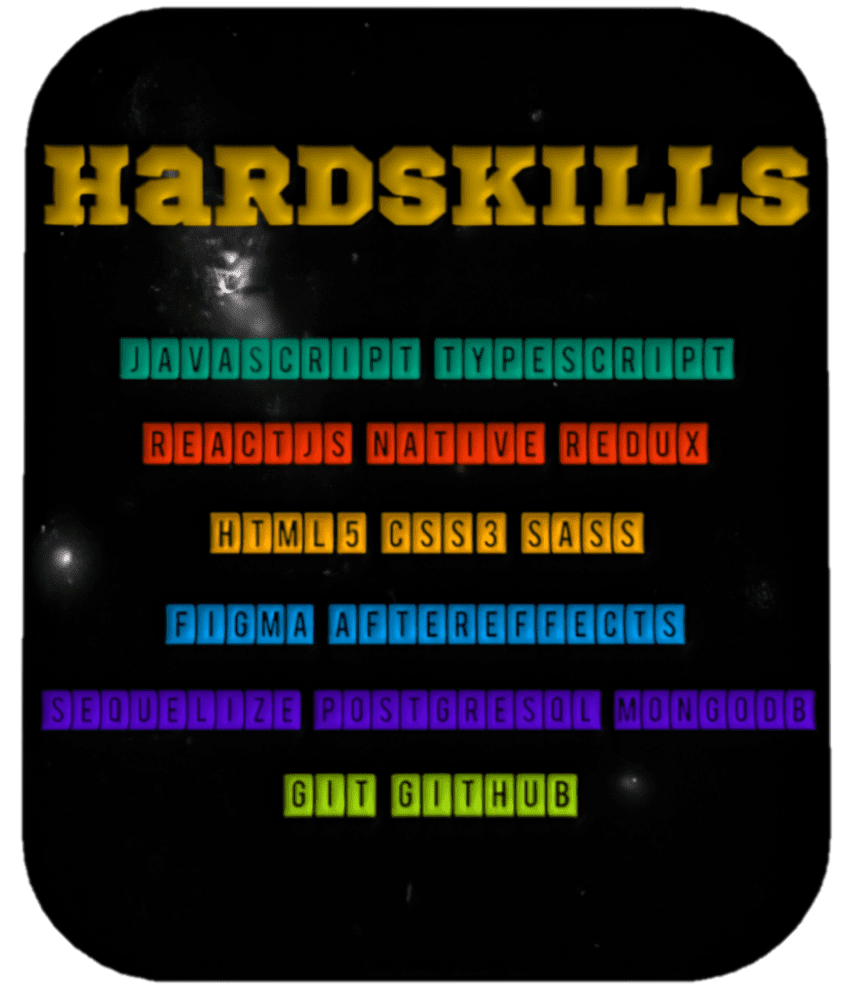 HaRDSKILLS
JAVASCRIPT TYPESCRIPT
REACTJS NATIVE REDUX
HTML5 CSS3 SASS
FIGMA AFTEREFFECTS
SEQUELIZE POSTGRESQL MONGODB
GIT GITHUB